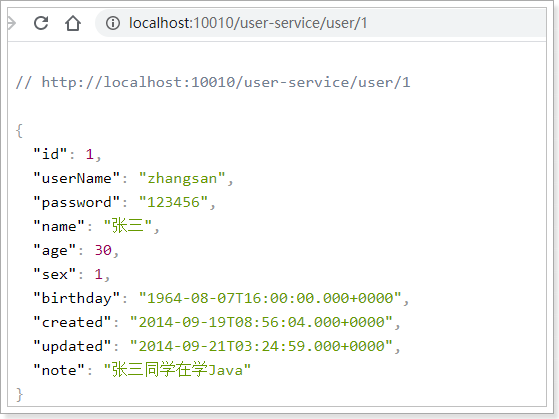 localhost:10010/user-service/user/1
// http://localhost:10010/user-service/user/1
{
"id": 1,
"userName": "zhangsan",
"password": "123456",
"name": "张三",
"age": 30,
"sex": 1,
"birthday": "1964-08-07T16:00:00.000+0000",
"created": "2014-09-19T08:56:04.000+0000",
"updated": "2014-09-21T03:24:59.000+0000",
"note": "张三同学在学Java"
}